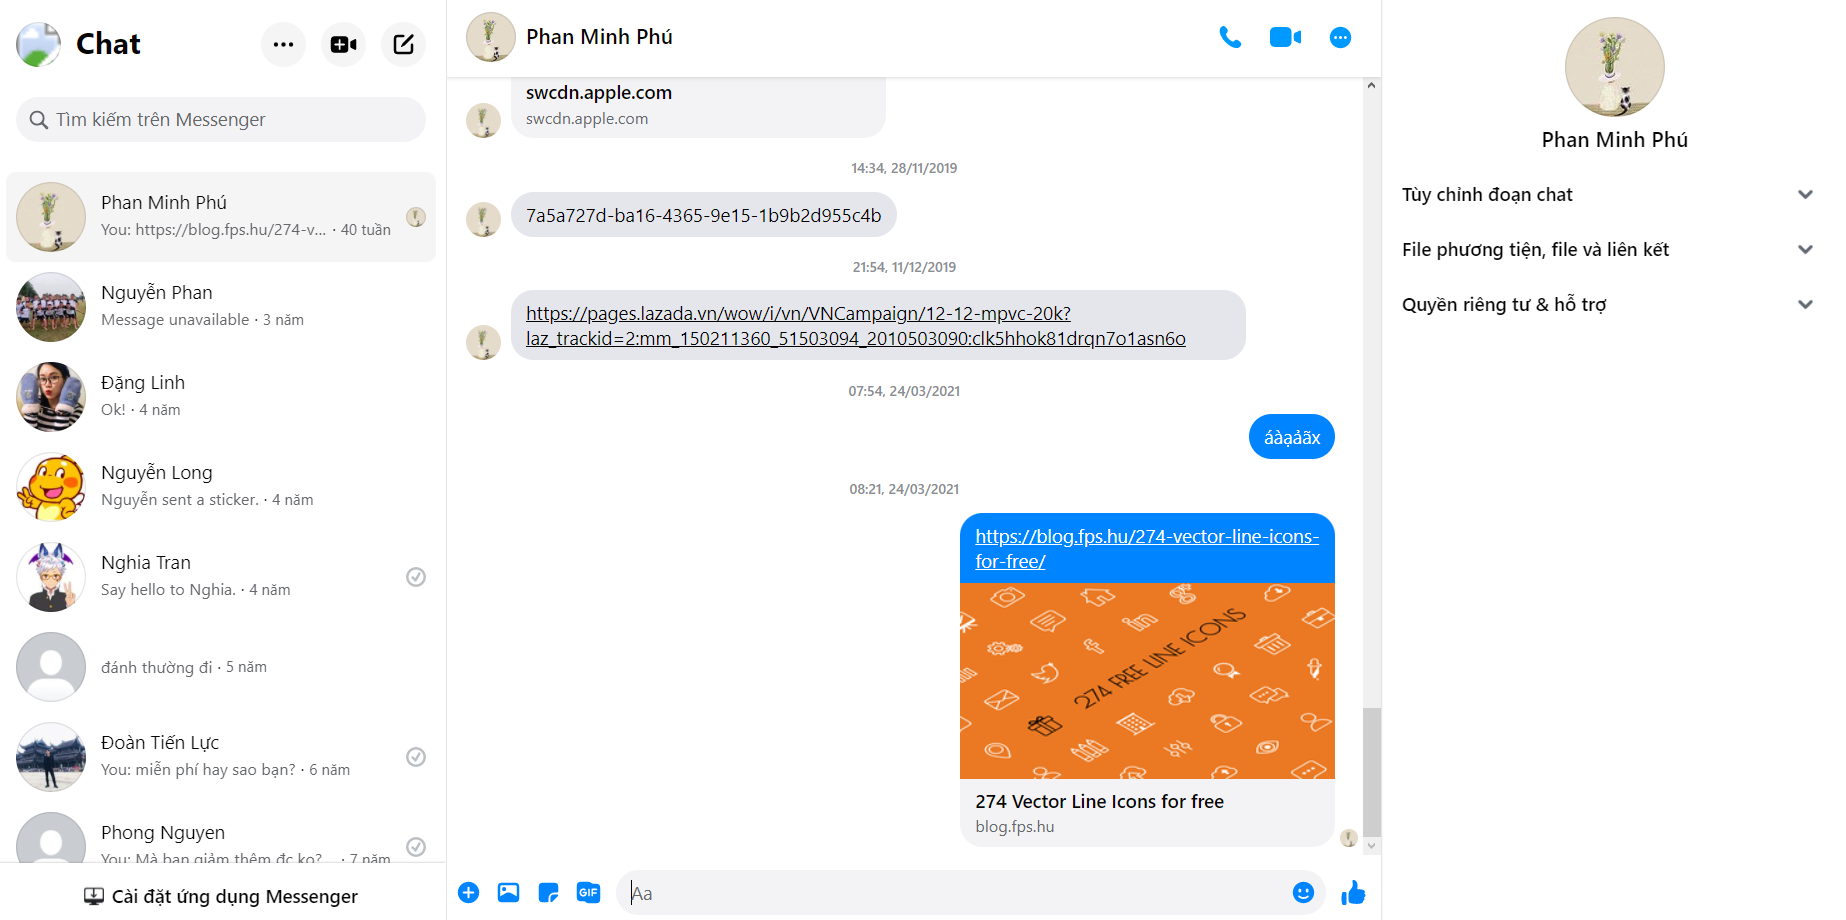 Chat
Tìm kiếm trên Messenger
Phan Minh Phú
You: https://blog.fps.hu/274-v... · 40 tuần
Nguyễn Phan
Message unavailable · 3 năm
Đặng Linh
Ok! · 4 năm
Nguyễn Long
Nguyễn sent a sticker. · 4 năm
Nghia Tran
Say hello to Nghia. · 4 năm
đánh thường đi · 5 năm
Đoàn Tiến Lực
You: miễn phí hay sao bạn? · 6 năm
Phong Nguyen
You: Mà bạn giảm thêm đc ko? ... · 7 năm
Cài đặt ứng dụng Messenger
Phan Minh Phú
swcdn.apple.com
swcdn.apple.com
14:34, 28/11/2019
7a5a727d-ba16-4365-9e15-1b9b2d955c4b
21:54, 11/12/2019
https://pages.lazada.vn/wow/i/vn/VNCampaign/12-12-mpvc-20k?
laz_trackid=2:mm_150211360_51503094_2010503090:clk5hhok81drqn7o1asn6o
07:54, 24/03/2021
áàạảãx
08:21, 24/03/2021
https://blog.fps.hu/274-vector-line-icons-
for-free/
274 FREE LINE ICONS
274 Vector Line Icons for free
blog.fps.hu
GIF
Aa
Phan Minh Phú
Tùy chỉnh đoạn chat
File phương tiện, file và liên kết
Quyền riêng tư & hỗ trợ